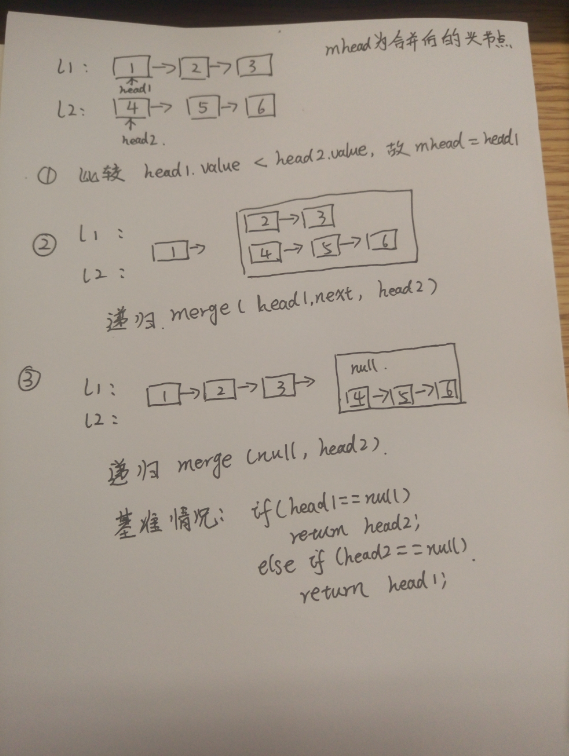 mhead为合并后的头节点
L1: 1 → 2 → 3
head1
L2: 4 → 5 → 6
head2.
① 比较 head1.value < head2.value, 故 mhead = head1
② L1: 2 → 3
1 → 4 → 5 → 6
L2:
递归. merge( head1.next, head2)
③ null.
L1: 1 → 2 → 3 → 4 → 5 → 6
L2:
递归 merge (null, head2).
基准情况: if(head1==null)
return head2;
else if (head2==null).
return head1;